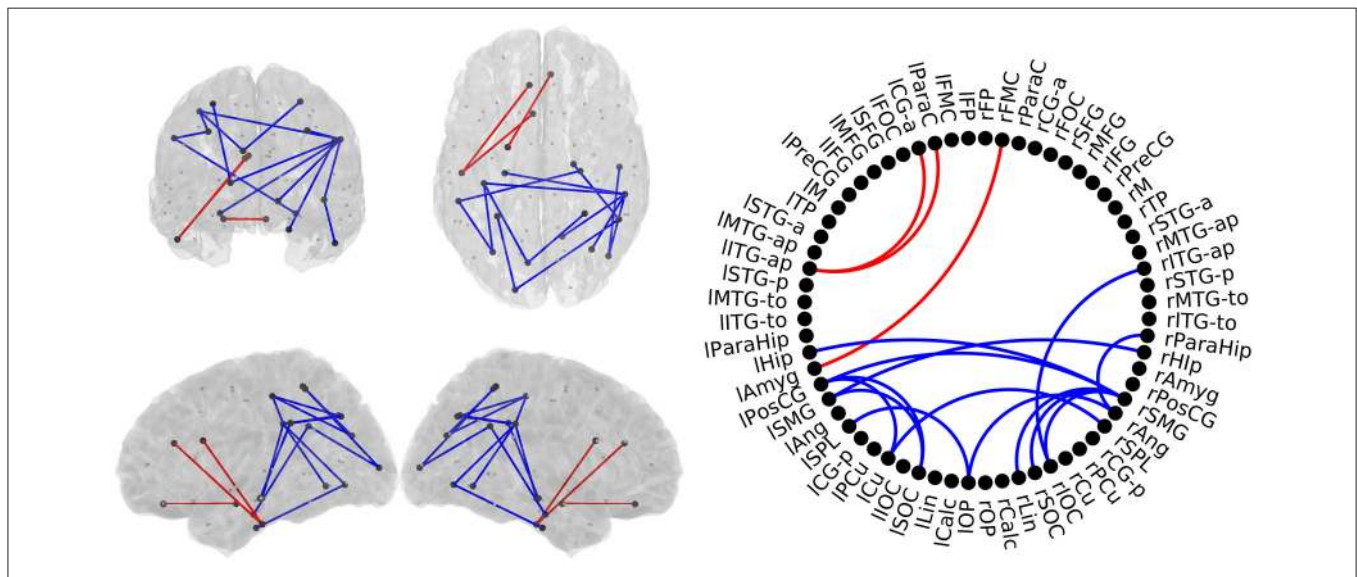 lFP
lFMC
lParaC
lCG-a
lFOC
lSFG
lMFG
lIFG
lPreCG
lM
lTP
lSTG-a
lMTG-ap
lITG-ap
lSTG-p
lMTG-to
lITG-to
lParaHip
lHip
lAmyg
lPosCG
lSMG
lAng
lSPL
lCG-p
lPCu
lCu
lIOC
lSOC
lLin
lCalc
lOP
rFP
rFMC
rParaC
rCG-a
rFOC
rSFG
rMFG
rIFG
rPreCG
rM
rTP
rSTG-a
rMTG-ap
rITG-ap
rSTG-p
rMTG-to
rITG-to
rParaHip
rHIp
rAmyg
rPosCG
rSMG
rAng
rSPL
rCG-p
rPCu
rCu
rIOC
rSOC
rLin
rCalc
rOP